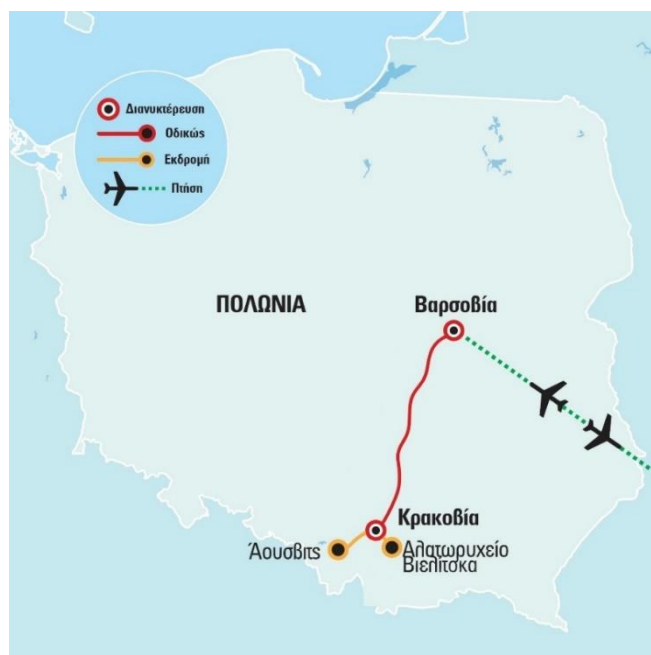 Διανυκτέρευση
Οδικώς
Εκδρομή
Πτήση
ΠΟΛΩΝΙΑ
Βαρσοβία
Κρακοβία
Άουσβιτς
Αλατωρυχείο
Βιελίτσκα